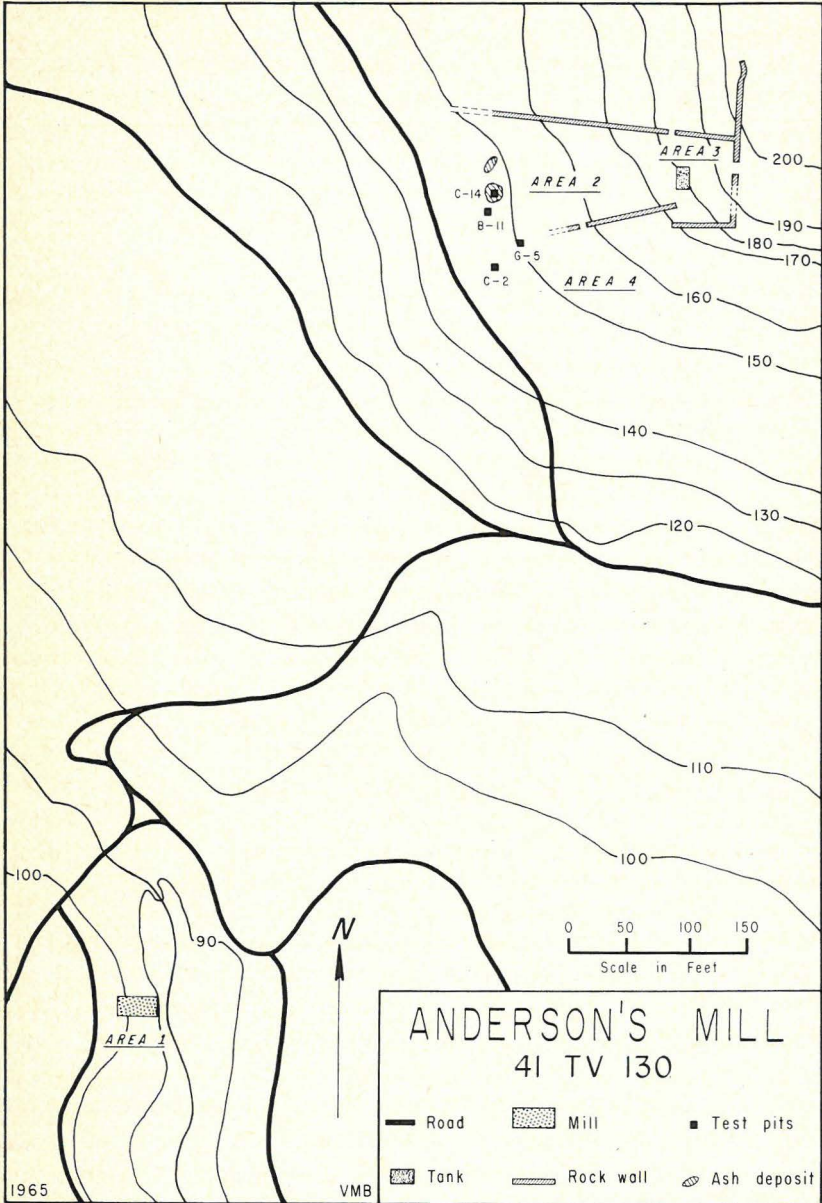 200
AREA 3
AREA 2
C-14
190
B-11
180
G-5
170
C-2
AREA 4
160
150
140
130
120
110
100
100
90
N
0 50 100 150
Scale in Feet
AREA 1
ANDERSON'S MILL
41 TV 130
Road Mill Test pits
Tank Rock wall Ash deposit
1965 VMB